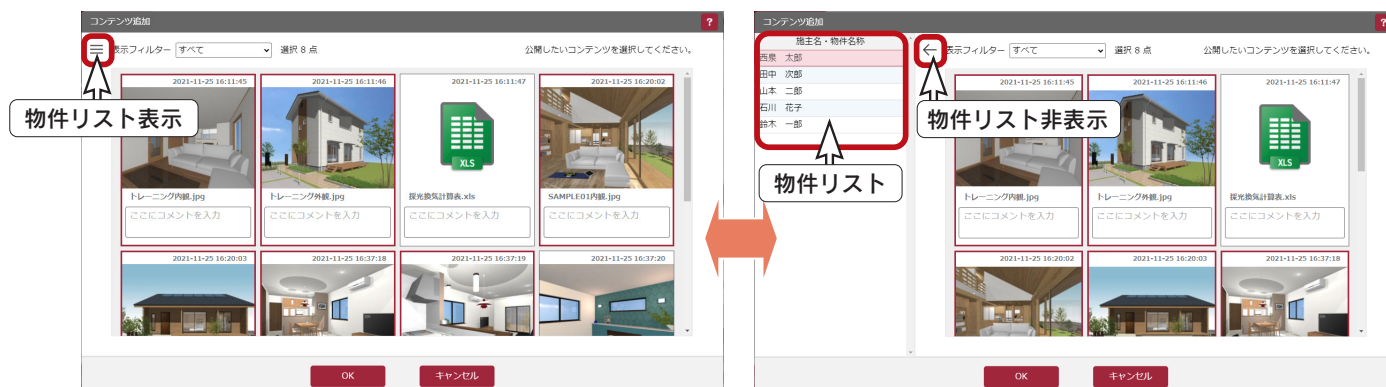 コンテンツ追加
?
表示フィルター すべて 選択 8 点 公開したいコンテンツを選択してください。
物件リスト表示
2021-11-25 16:11:45
2021-11-25 16:11:46
2021-11-25 16:11:47
2021-11-25 16:20:02
XLS
トレーニング内観.jpg
トレーニング外観.jpg
採光換気計算表.xls
SAMPLE01内観.jpg
ここにコメントを入力
ここにコメントを入力
ここにコメントを入力
ここにコメントを入力
2021-11-25 16:20:03
2021-11-25 16:37:18
2021-11-25 16:37:19
2021-11-25 16:37:20
OK
キャンセル
コンテンツ追加
?
施主名・物件名称
西泉 太郎
田中 次郎
山本 二郎
石川 花子
鈴木 一郎
物件リスト
表示フィルター すべて 選択 8 点 公開したいコンテンツを選択してください。
物件リスト非表示
2021-11-25 16:11:45
2021-11-25 16:11:46
2021-11-25 16:11:47
XLS
トレーニング内観.jpg
トレーニング外観.jpg
採光換気計算表.xls
ここにコメントを入力
ここにコメントを入力
ここにコメントを入力
2021-11-25 16:20:02
2021-11-25 16:20:03
2021-11-25 16:37:18
OK
キャンセル